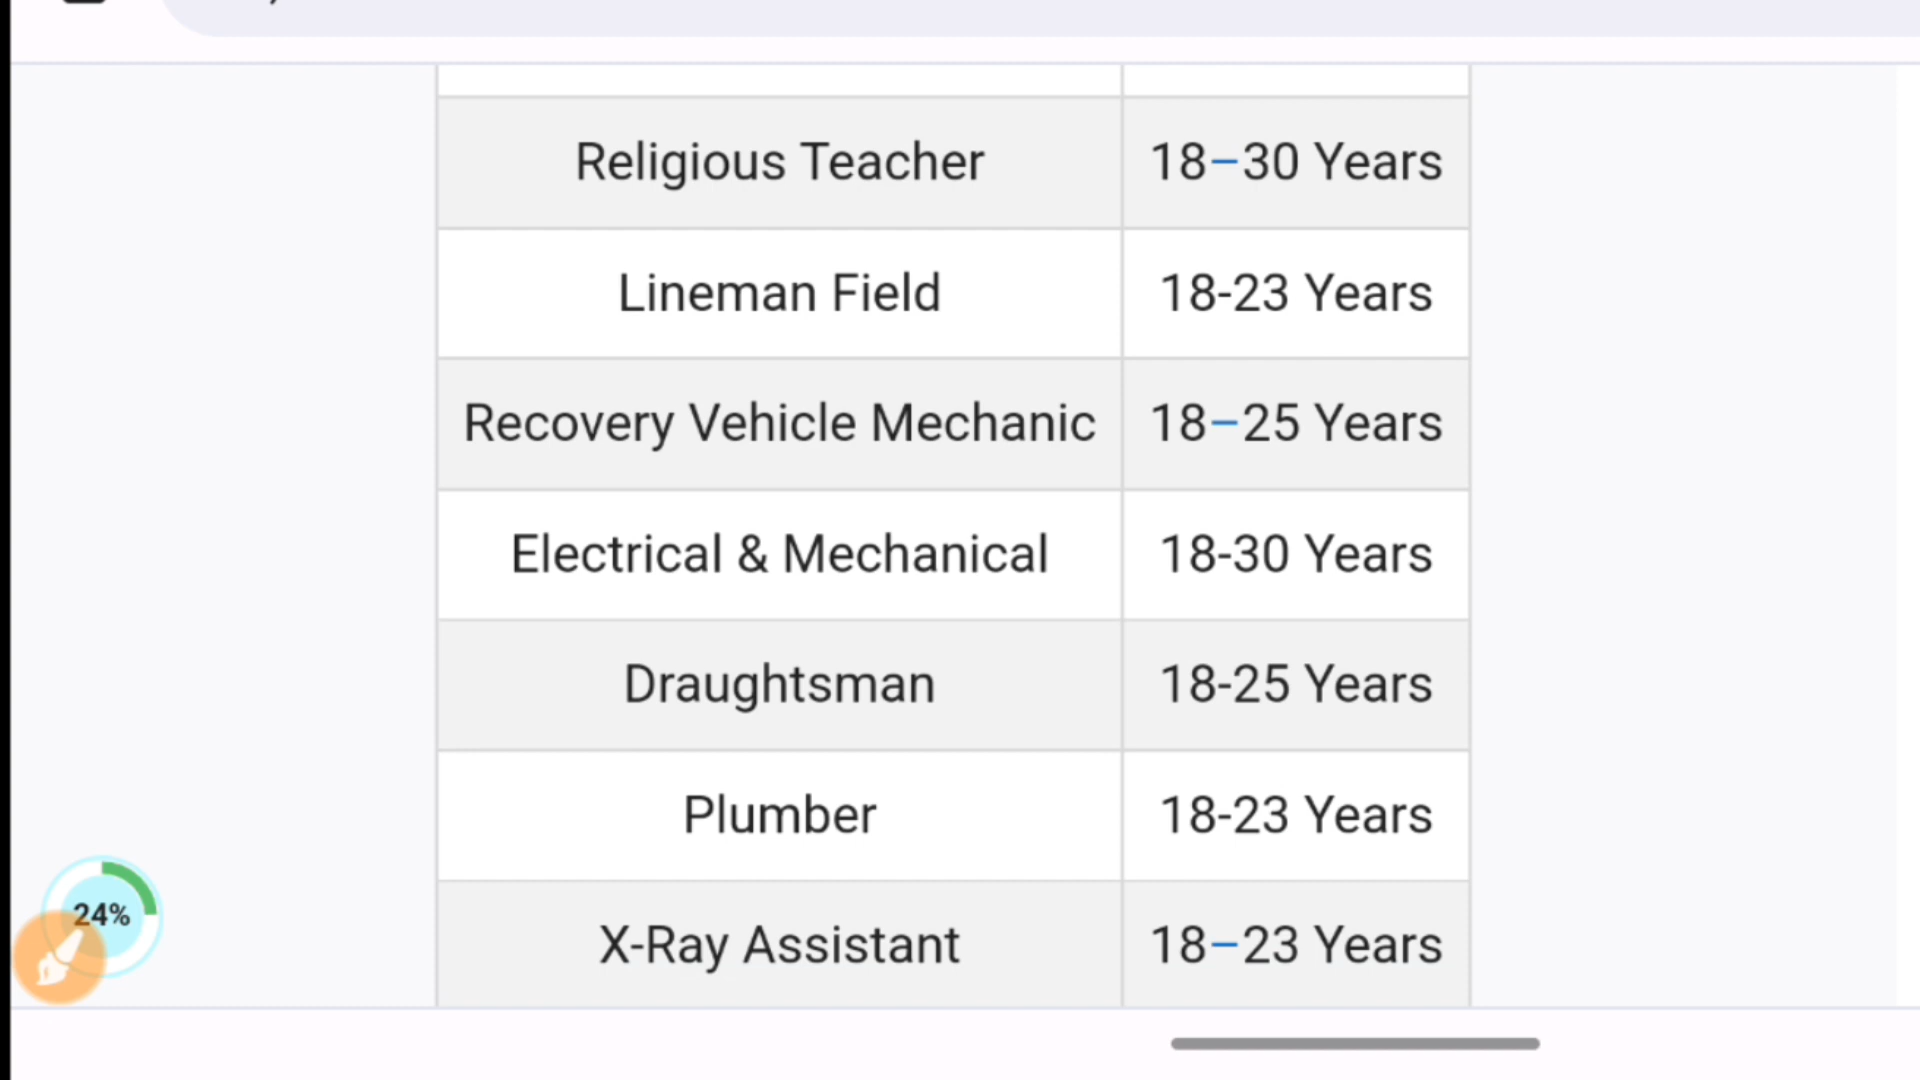 Religious Teacher 18–30 Years
Lineman Field 18-23 Years
Recovery Vehicle Mechanic 18–25 Years
Electrical & Mechanical 18-30 Years
Draughtsman 18-25 Years
Plumber 18-23 Years
X-Ray Assistant 18–23 Years
24%